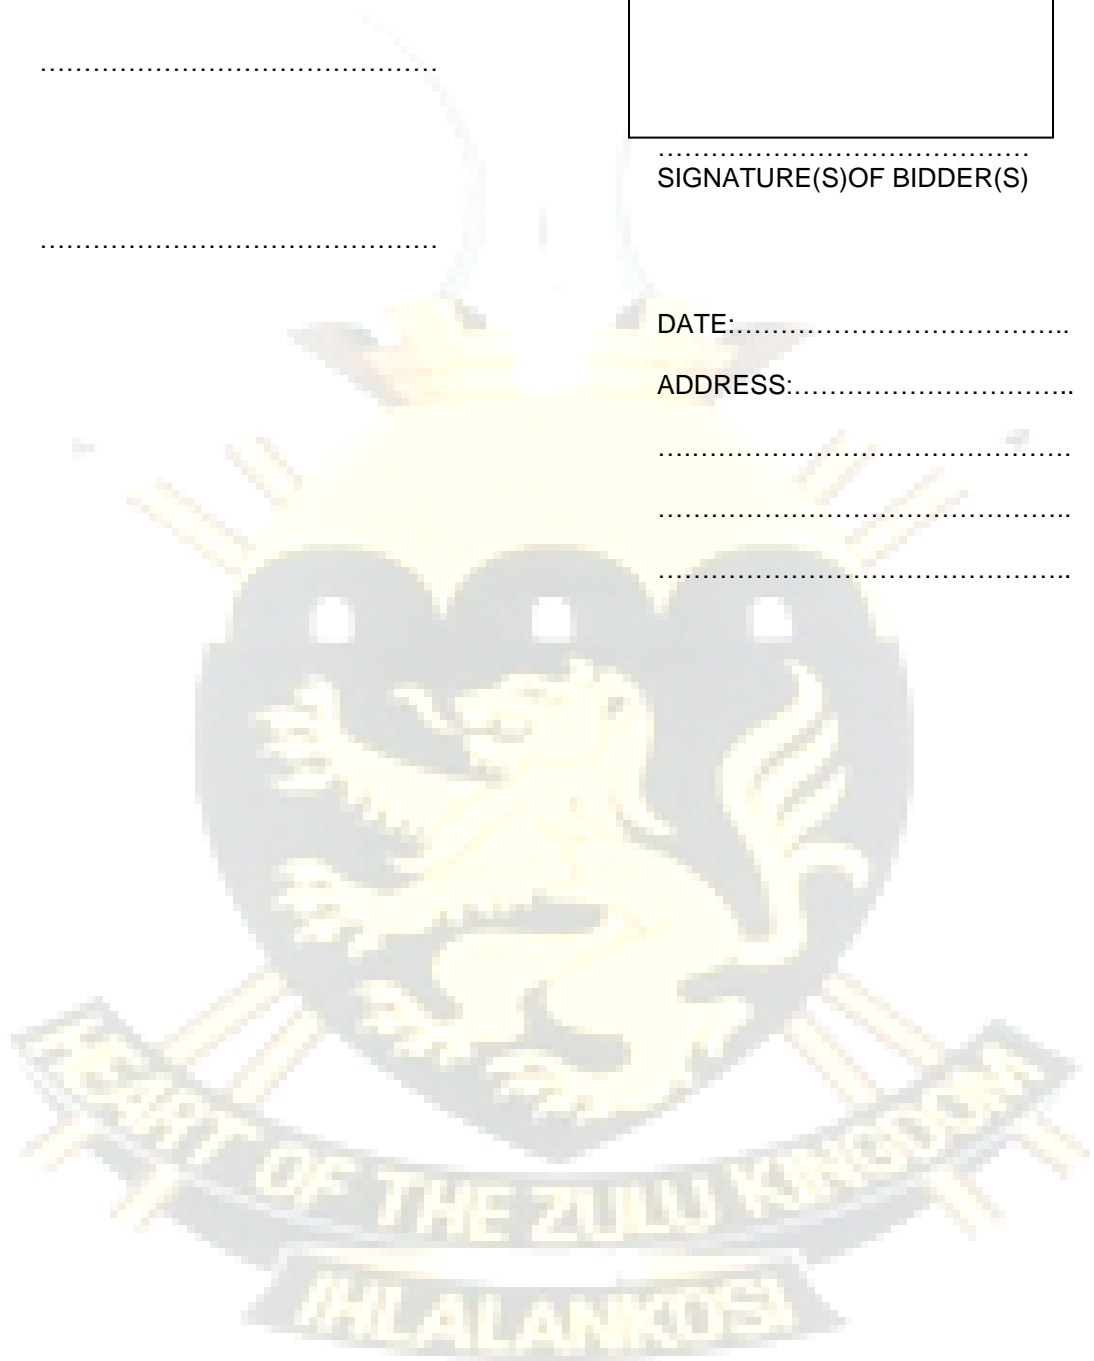 …………………………………………
……………………………………
SIGNATURE(S)OF BIDDER(S)
…………………………………………
DATE:………………………………..
ADDRESS:…………………………..
………………………………………….
………………………………………..
………………………………………..
HEART OF THE ZULU KINGDOM
IHLALANKOSI